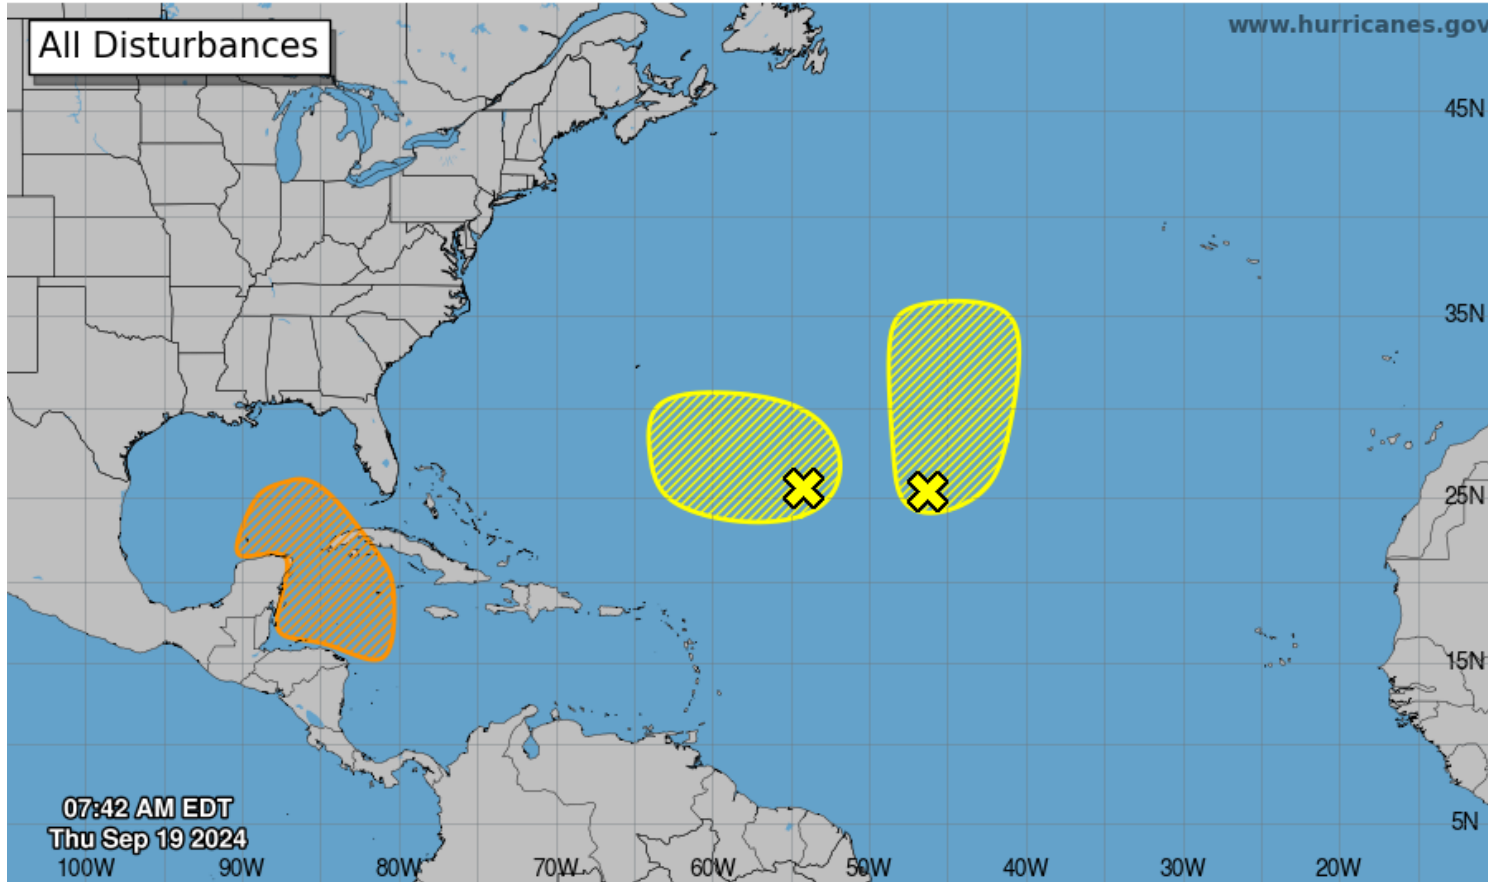 All Disturbances
www.hurricanes.gov
45N
35N
25N
15N
5N
07:42 AM EDT
Thu Sep 19 2024
100W 90W 80W 70W 60W 50W 40W 30W 20W